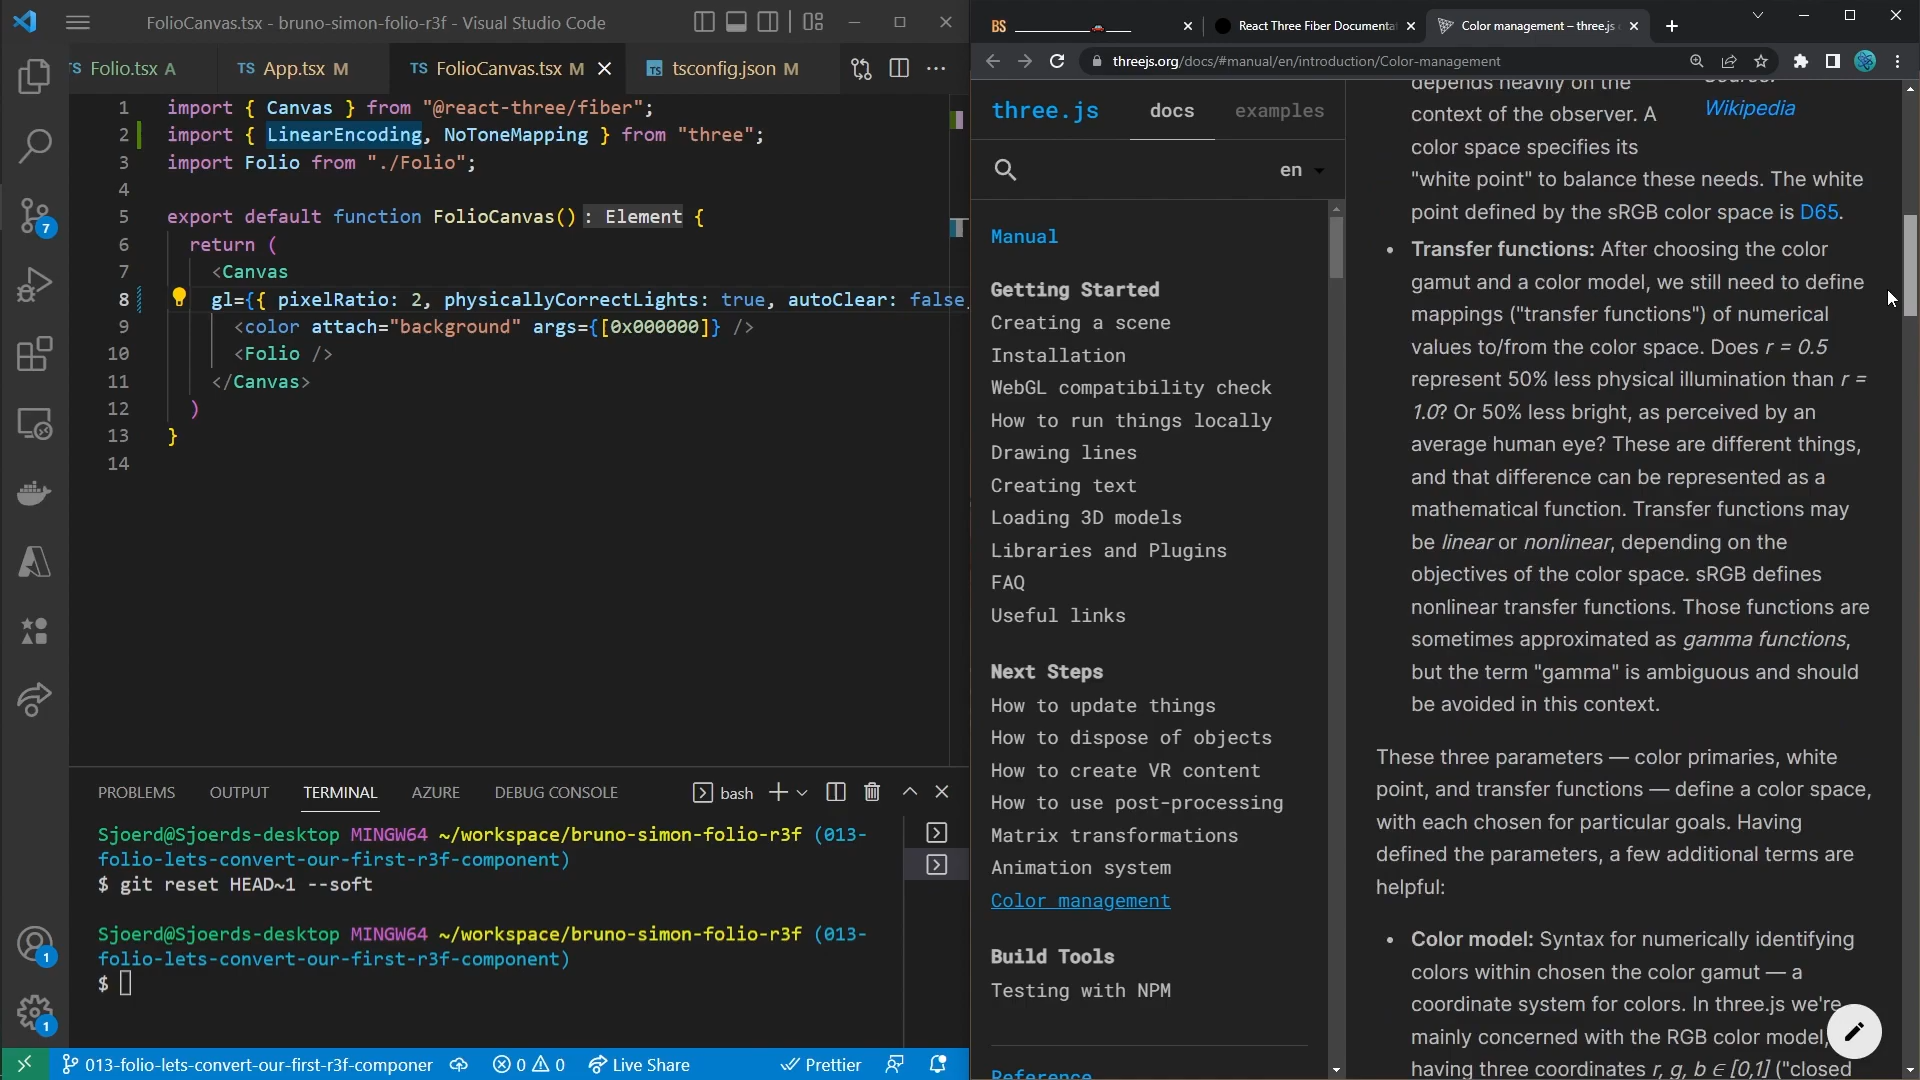 FolioCanvas.tsx - bruno-simon-folio-r3f - Visual Studio Code
TS Folio.tsx A
TS App.tsx M
TS FolioCanvas.tsx M
tsconfig.json M
1 import { Canvas } from "@react-three/fiber";
2 import { LinearEncoding, NoToneMapping } from "three";
3 import Folio from "./Folio";
4
5 export default function FolioCanvas(): Element {
6 return (
7 <Canvas
8 gl={{ pixelRatio: 2, physicallyCorrectLights: true, autoClear: false,
9 <color attach="background" args={[0x000000]} />
10 <Folio />
11 </Canvas>
12 )
13 }
14
7
1
1
PROBLEMS OUTPUT TERMINAL AZURE DEBUG CONSOLE
bash
Sjoerd@Sjoerds-desktop MINGW64 ~/workspace/bruno-simon-folio-r3f (013-
folio-lets-convert-our-first-r3f-component)
$ git reset HEAD~1 --soft
Sjoerd@Sjoerds-desktop MINGW64 ~/workspace/bruno-simon-folio-r3f (013-
folio-lets-convert-our-first-r3f-component)
$
013-folio-lets-convert-our-first-r3f-componer 0 0 Live Share Prettier
BS ___________🚗____
React Three Fiber Documenta
Color management – three.js
threejs.org/docs/#manual/en/introduction/Color-management
three.js docs examples
en
Manual
Getting Started
Creating a scene
Installation
WebGL compatibility check
How to run things locally
Drawing lines
Creating text
Loading 3D models
Libraries and Plugins
FAQ
Useful links
Next Steps
How to update things
How to dispose of objects
How to create VR content
How to use post-processing
Matrix transformations
Animation system
Color management
Build Tools
Testing with NPM
Reference
depends heavily on the
context of the observer. A
color space specifies its
Wikipedia
"white point" to balance these needs. The white
point defined by the sRGB color space is D65.
• Transfer functions: After choosing the color
gamut and a color model, we still need to define
mappings ("transfer functions") of numerical
values to/from the color space. Does r = 0.5
represent 50% less physical illumination than r =
1.0? Or 50% less bright, as perceived by an
average human eye? These are different things,
and that difference can be represented as a
mathematical function. Transfer functions may
be linear or nonlinear, depending on the
objectives of the color space. sRGB defines
nonlinear transfer functions. Those functions are
sometimes approximated as gamma functions,
but the term "gamma" is ambiguous and should
be avoided in this context.
These three parameters — color primaries, white
point, and transfer functions — define a color space,
with each chosen for particular goals. Having
defined the parameters, a few additional terms are
helpful:
• Color model: Syntax for numerically identifying
colors within chosen the color gamut — a
coordinate system for colors. In three.js we're
mainly concerned with the RGB color model,
having three coordinates r, g, b ∈ [0,1] ("closed